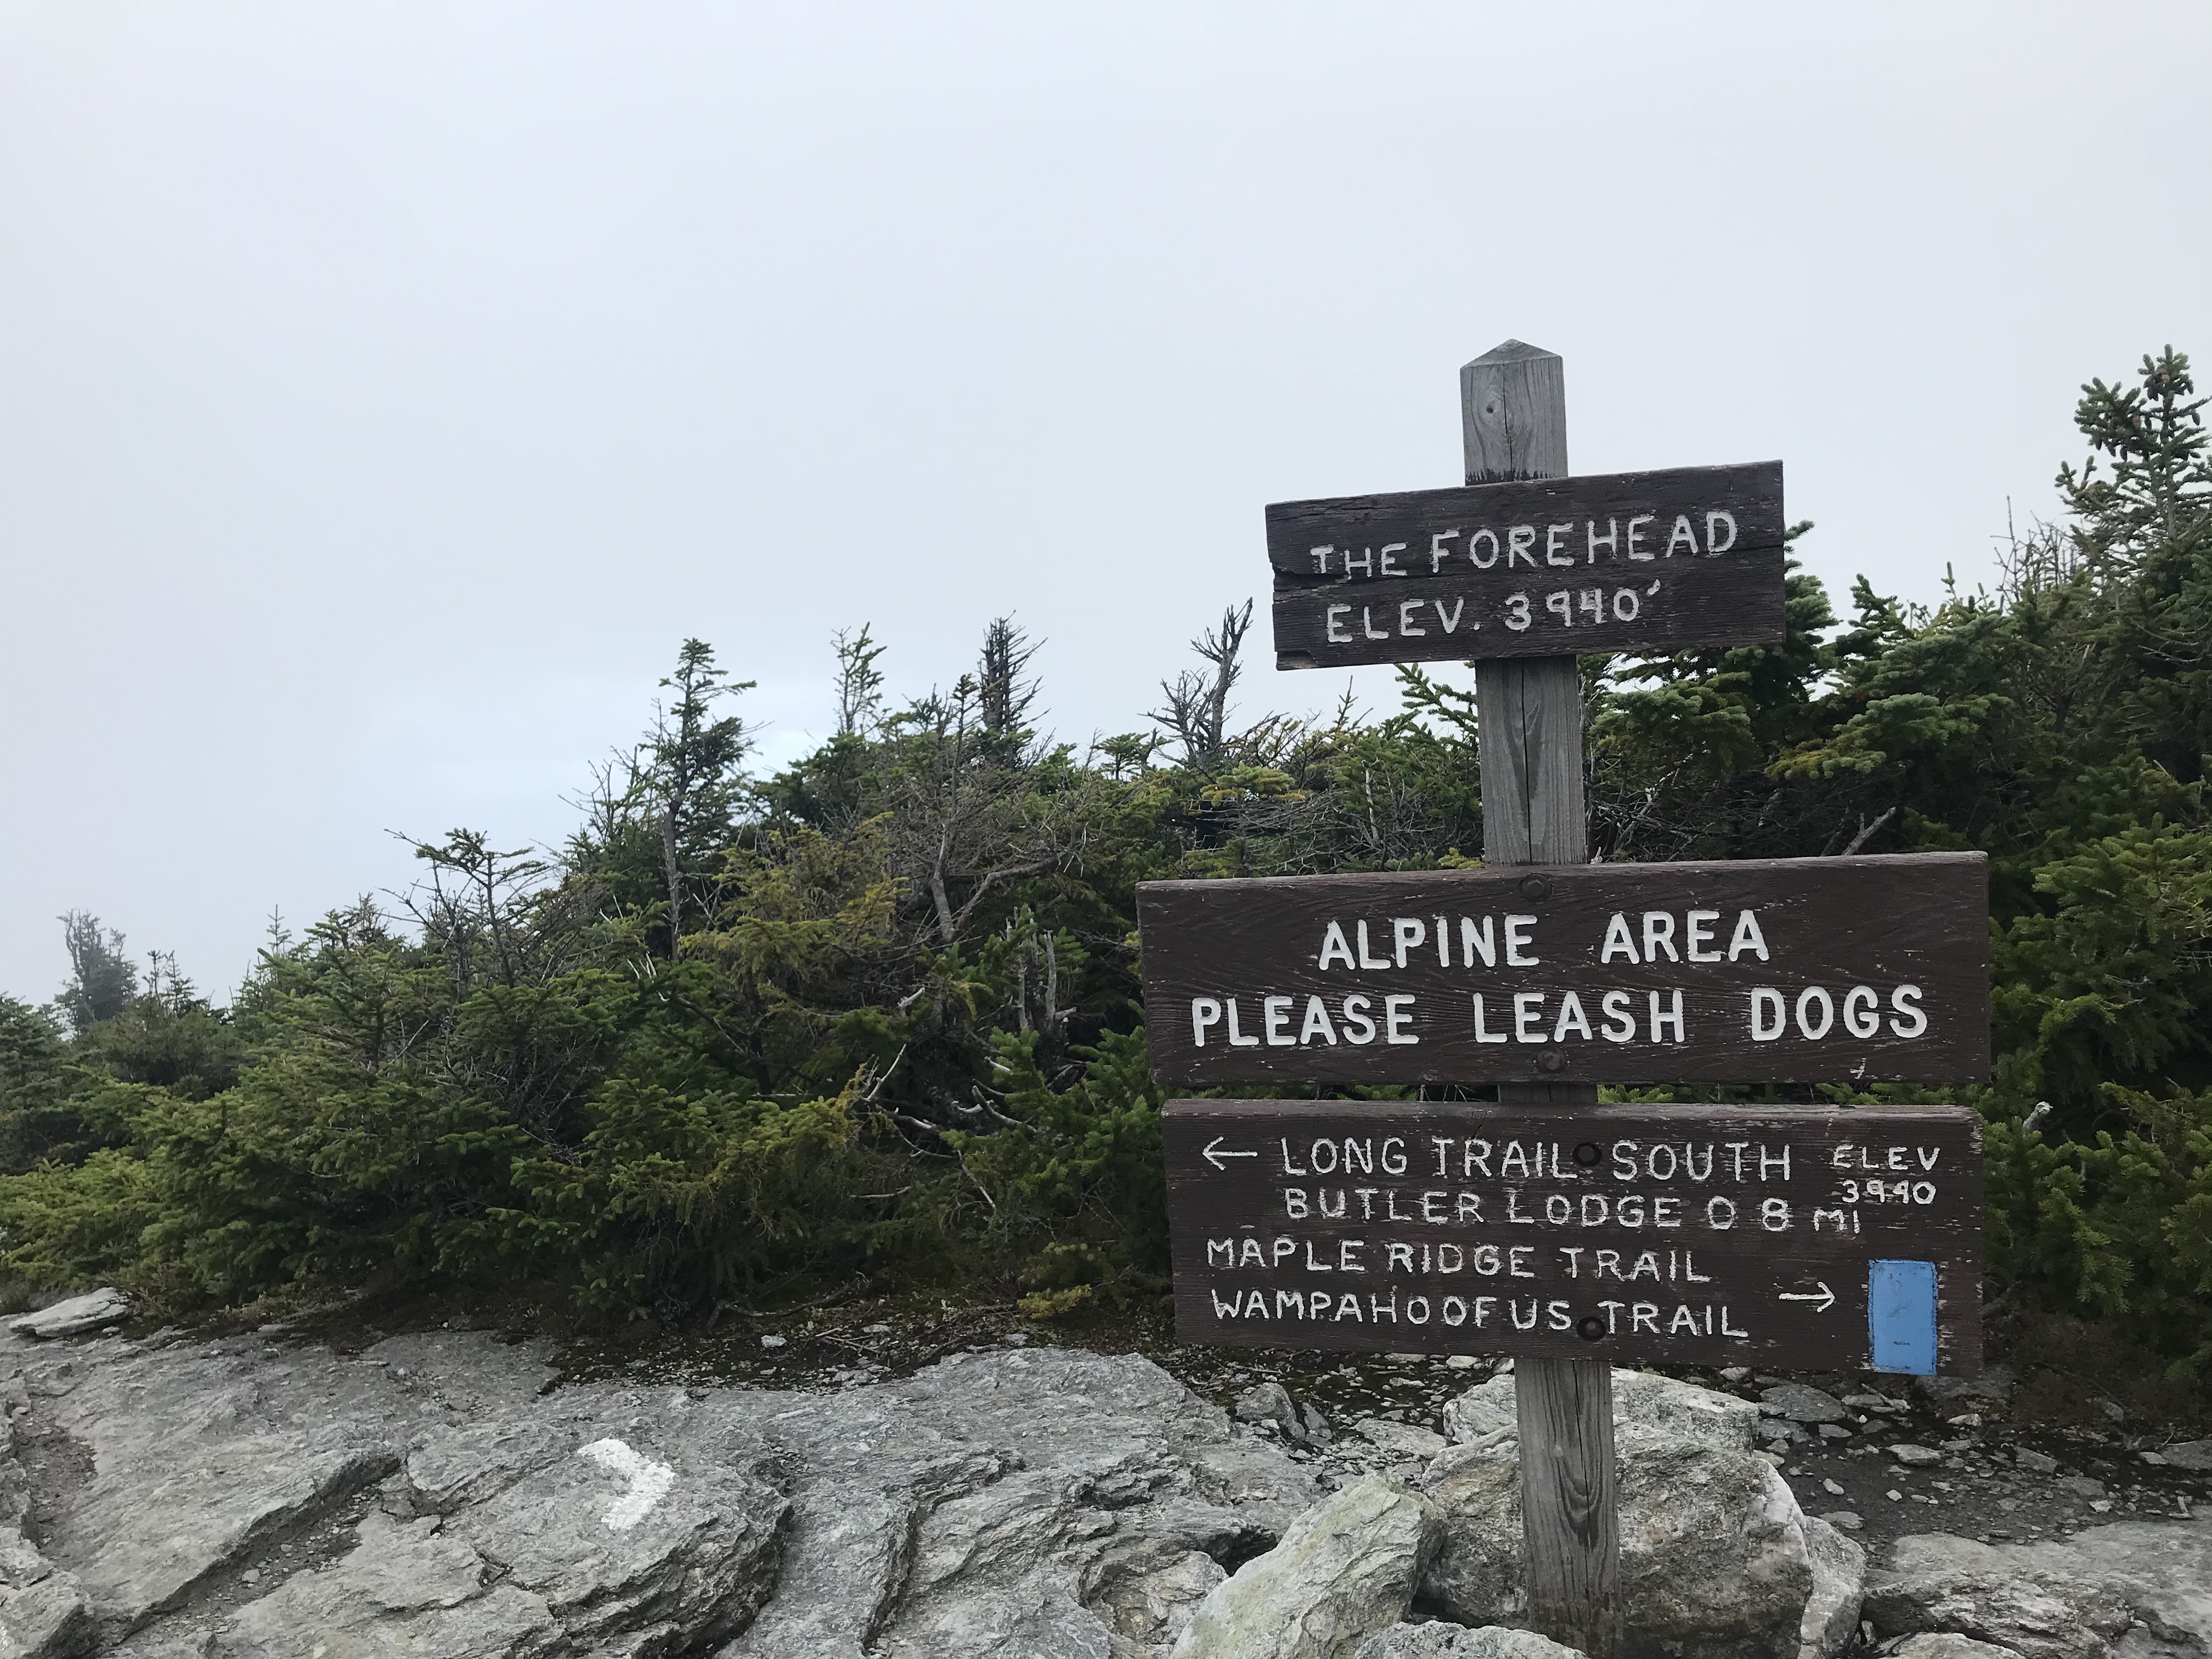 THE FOREHEAD
ELEV. 3940'
ALPINE AREA
PLEASE LEASH DOGS
← LONG TRAIL SOUTH ELEV 3940
BUTLER LODGE 0 8 MI
MAPLE RIDGE TRAIL
WAMPAHOOFUS TRAIL →